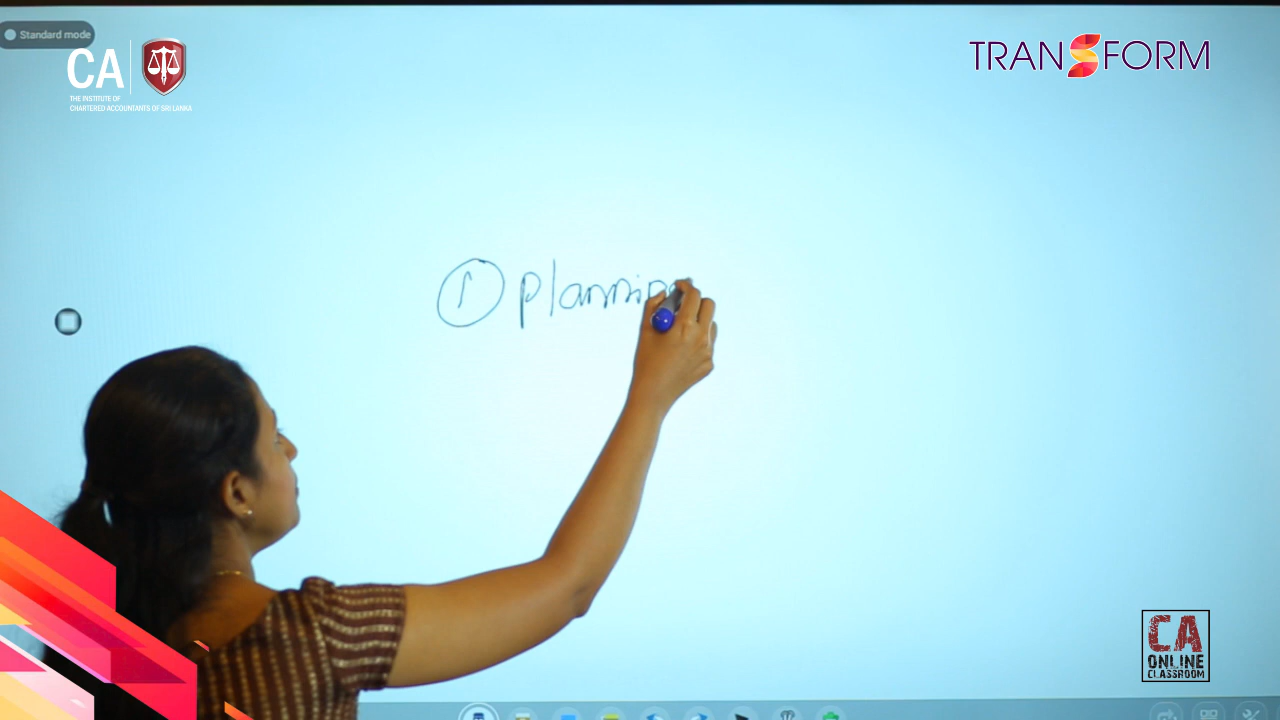 Standard mode
CA
THE INSTITUTE OF
CHARTERED ACCOUNTANTS OF SRI LANKA
TRANSFORM
① planning
CA
ONLINE
CLASSROOM